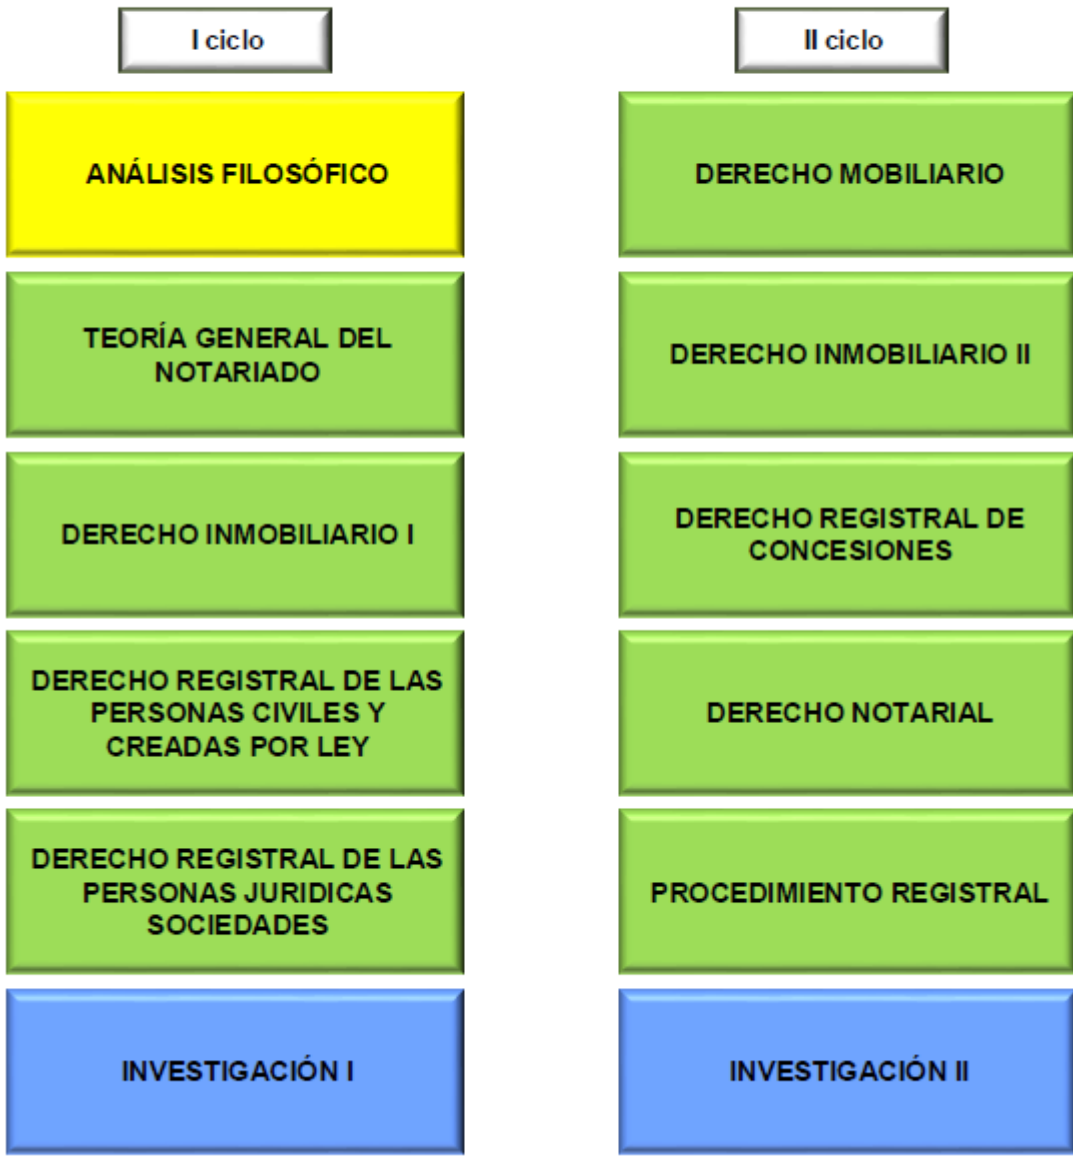 I ciclo
II ciclo
ANÁLISIS FILOSÓFICO
DERECHO MOBILIARIO
TEORÍA GENERAL DEL
NOTARIADO
DERECHO INMOBILIARIO II
DERECHO INMOBILIARIO I
DERECHO REGISTRAL DE
CONCESIONES
DERECHO REGISTRAL DE LAS
PERSONAS CIVILES Y
CREADAS POR LEY
DERECHO NOTARIAL
DERECHO REGISTRAL DE LAS
PERSONAS JURIDICAS
SOCIEDADES
PROCEDIMIENTO REGISTRAL
INVESTIGACIÓN I
INVESTIGACIÓN II